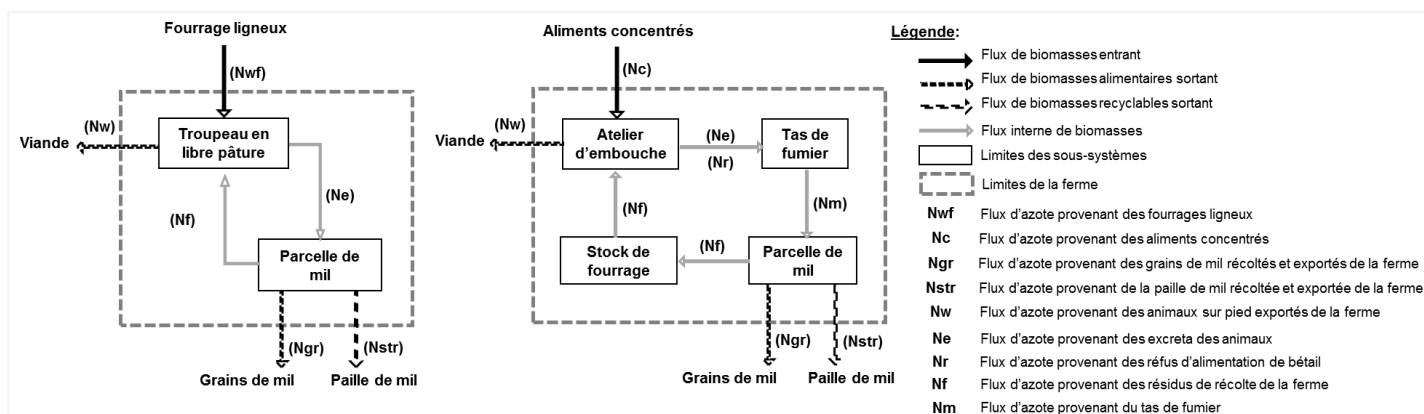 Fourrage ligneux
(Nwf)
(Nw)
Viande
Troupeau en
libre pâture
(Ne)
(Nf)
Parcelle de
mil
(Ngr)
(Nstr)
Grains de mil
Paille de mil
Aliments concentrés
(Nc)
(Nw)
Viande
Atelier
d’embouche
(Ne)
(Nr)
Tas de
fumier
(Nf)
(Nm)
Stock de
fourrage
(Nf)
Parcelle de
mil
(Ngr)
(Nstr)
Grains de mil
Paille de mil
Légende:
Flux de biomasses entrant
Flux de biomasses alimentaires sortant
Flux de biomasses recyclables sortant
Flux interne de biomasses
Limites des sous-systèmes
Limites de la ferme
Nwf Flux d’azote provenant des fourrages ligneux
Nc Flux d’azote provenant des aliments concentrés
Ngr Flux d’azote provenant des grains de mil récoltés et exportés de la ferme
Nstr Flux d’azote provenant de la paille de mil récoltée et exportée de la ferme
Nw Flux d’azote provenant des animaux sur pied exportés de la ferme
Ne Flux d’azote provenant des excreta des animaux
Nr Flux d’azote provenant des réfus d’alimentation de bétail
Nf Flux d’azote provenant des résidus de récolte de la ferme
Nm Flux d’azote provenant du tas de fumier